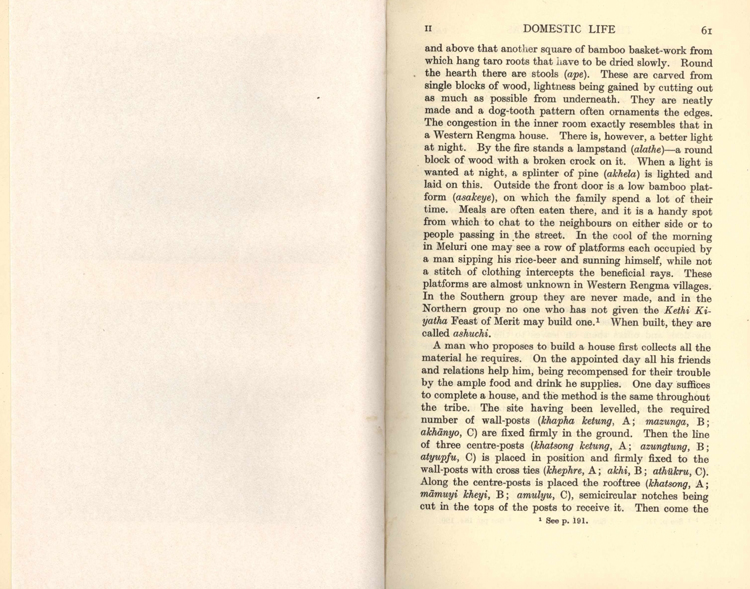 II DOMESTIC LIFE 61
and above that another square of bamboo basket-work from
which hang taro roots that have to be dried slowly. Round
the hearth there are stools (ape). These are carved from
single blocks of wood, lightness being gained by cutting out
as much as possible from underneath. They are neatly
made and a dog-tooth pattern often ornaments the edges.
The congestion in the inner room exactly resembles that in
a Western Rengma house. There is, however, a better light
at night. By the fire stands a lampstand (alathe)—a round
block of wood with a broken crock on it. When a light is
wanted at night, a splinter of pine (akhela) is lighted and
laid on this. Outside the front door is a low bamboo plat-
form (asakeye), on which the family spend a lot of their
time. Meals are often eaten there, and it is a handy spot
from which to chat to the neighbours on either side or to
people passing in the street. In the cool of the morning
in Meluri one may see a row of platforms each occupied by
a man sipping his rice-beer and sunning himself, while not
a stitch of clothing intercepts the beneficial rays. These
platforms are almost unknown in Western Rengma villages.
In the Southern group they are never made, and in the
Northern group no one who has not given the Kethi Ki-
yatha Feast of Merit may build one.¹ When built, they are
called ashuchi.
A man who proposes to build a house first collects all the
material he requires. On the appointed day all his friends
and relations help him, being recompensed for their trouble
by the ample food and drink he supplies. One day suffices
to complete a house, and the method is the same throughout
the tribe. The site having been levelled, the required
number of wall-posts (khapha ketung, A; mazunga, B;
akhānyo, C) are fixed firmly in the ground. Then the line
of three centre-posts (khatsong ketung, A; azungtung, B;
atyupfu, C) is placed in position and firmly fixed to the
wall-posts with cross ties (khephre, A; akhi, B; athükru, C).
Along the centre-posts is placed the rooftree (khatsong, A;
māmuyi kheyi, B; amulyu, C), semicircular notches being
cut in the tops of the posts to receive it. Then come the
¹ See p. 191.